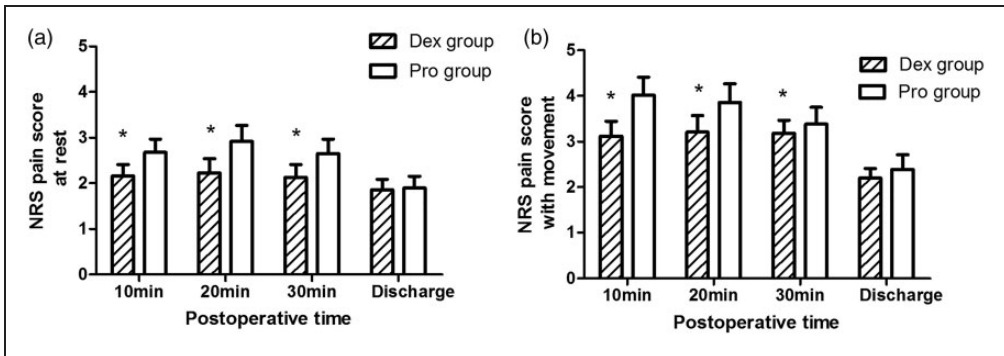 (a)
Dex group
Pro group
NRS pain score
at rest
5
4
3
2
1
0
*
*
*
10min 20min 30min Discharge
Postoperative time
(b)
Dex group
Pro group
NRS pain score
with movement
5
4
3
2
1
0
*
*
*
10min 20min 30min Discharge
Postoperative time